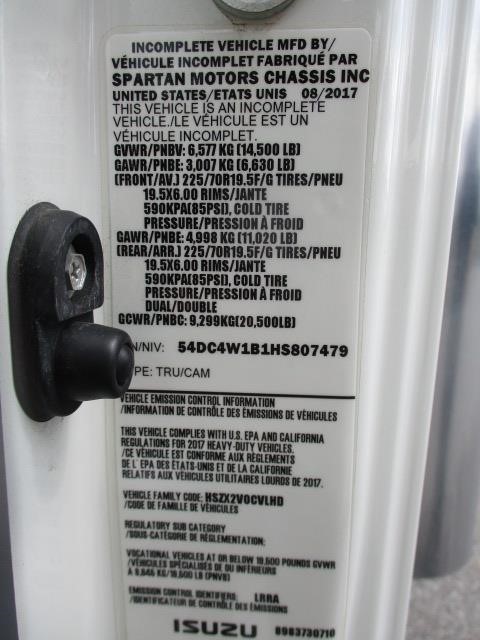 INCOMPLETE VEHICLE MFD BY/
VÉHICULE INCOMPLET FABRIQUÉ PAR
SPARTAN MOTORS CHASSIS INC
UNITED STATES/ETATS UNIS 08/2017
THIS VEHICLE IS AN INCOMPLETE
VEHICLE./LE VÉHICULE EST UN
VÉHICULE INCOMPLET.
GVWR/PNBV: 6,577 KG (14,500 LB)
GAWR/PNBE: 3,007 KG (6,630 LB)
(FRONT/AV.) 225/70R19.5F/G TIRES/PNEU
19.5X6.00 RIMS/JANTE
590KPA(85PSI), COLD TIRE
PRESSURE/PRESSION À FROID
GAWR/PNBE: 4,998 KG (11,020 LB)
(REAR/ARR.) 225/70R19.5F/G TIRES/PNEU
19.5X6.00 RIMS/JANTE
590KPA(85PSI), COLD TIRE
PRESSURE/PRESSION À FROID
DUAL/DOUBLE
GCWR/PNBC: 9,299KG(20,500LB)
N/NIV: 54DC4W1B1HS807479
PE: TRU/CAM
VEHICLE EMISSION CONTROL INFORMATION
/INFORMATION DE CONTRÔLE DES ÉMISSIONS DE VÉHICULES
THIS VEHICLE COMPLIES WITH U.S. EPA AND CALIFORNIA
REGULATIONS FOR 2017 HEAVY-DUTY VEHICLES.
/CE VÉHICULE EST CONFORME AUX RÈGLEMENTS
DE L'EPA DES ÉTATS-UNIS ET DE LA CALIFORNIE
RELATIFS AUX VÉHICULES UTILITAIRES LOURDS DE 2017.
VEHICLE FAMILY CODE: HSZX2VOCVLHD
/CODE DE FAMILLE DE VÉHICULES
REGULATORY SUB CATEGORY
/SOUS-CATÉGORIE DE RÉGLEMENTATION:
VOCATIONAL VEHICLES AT OR BELOW 19,500 POUNDS GVWR
/VÉHICULES SPÉCIALISÉS DE OU INFÉRIEURS
À 8,845 KG/19,500 LB (PNBV)
EMISSION CONTROL IDENTIFIERS: LRRA
/IDENTIFICATEUR DE CONTRÔLE DES ÉMISSIONS
ISUZU 8983730710